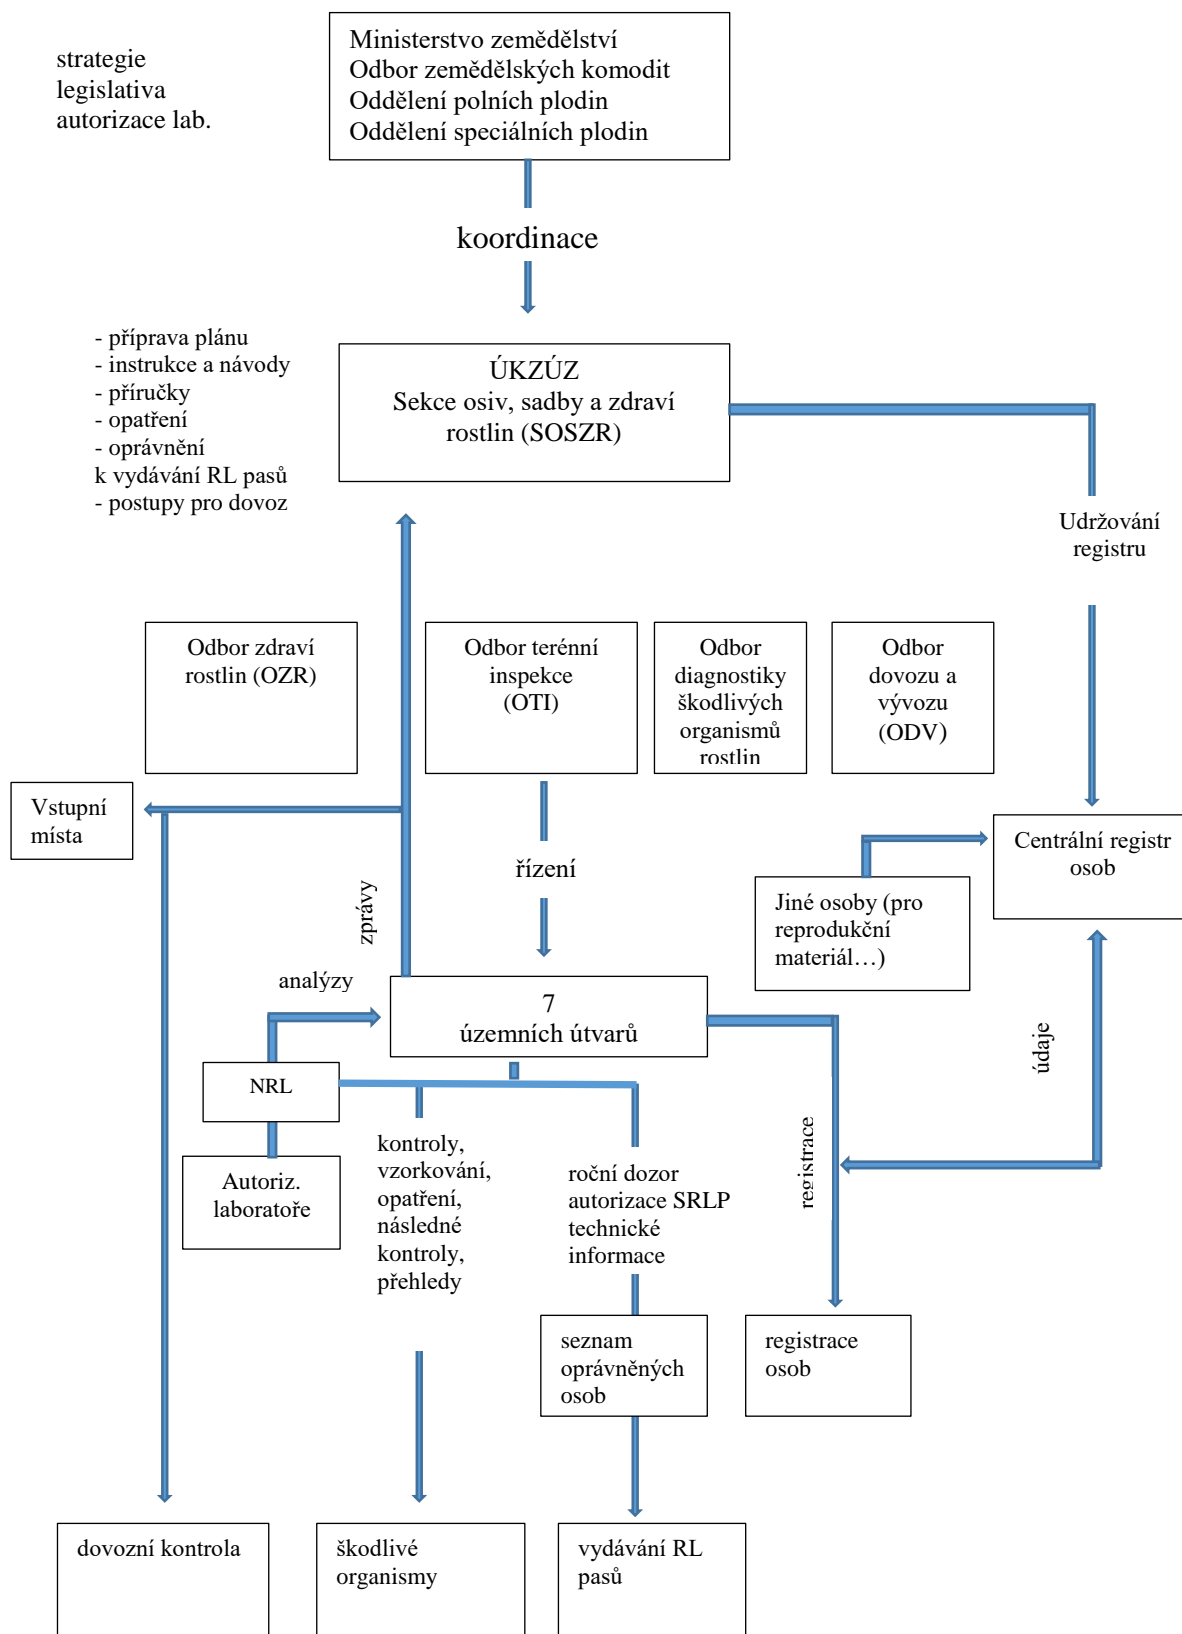 strategie
legislativa
autorizace lab.
Ministerstvo zemědělství
Odbor zemědělských komodit
Oddělení polních plodin
Oddělení speciálních plodin
koordinace
- příprava plánu
- instrukce a návody
- příručky
- opatření
- oprávnění
k vydávání RL pasů
- postupy pro dovoz
ÚKZÚZ
Sekce osiv, sadby a zdraví
rostlin (SOSZR)
Udržování
registru
Odbor zdraví
rostlin (OZR)
Odbor terénní
inspekce
(OTI)
Odbor
diagnostiky
škodlivých
organismů
rostlin
Odbor
dovozu a
vývozu
(ODV)
Vstupní
místa
řízení
zprávy
Centrální registr
osob
Jiné osoby (pro
reprodukční
materiál…)
analýzy
7
územních útvarů
údaje
NRL
Autoriz.
laboratoře
kontroly,
vzorkování,
opatření,
následné
kontroly,
přehledy
roční dozor
autorizace SRLP
technické
informace
registrace
seznam
oprávněných
osob
registrace
osob
dovozní kontrola
škodlivé
organismy
vydávání RL
pasů